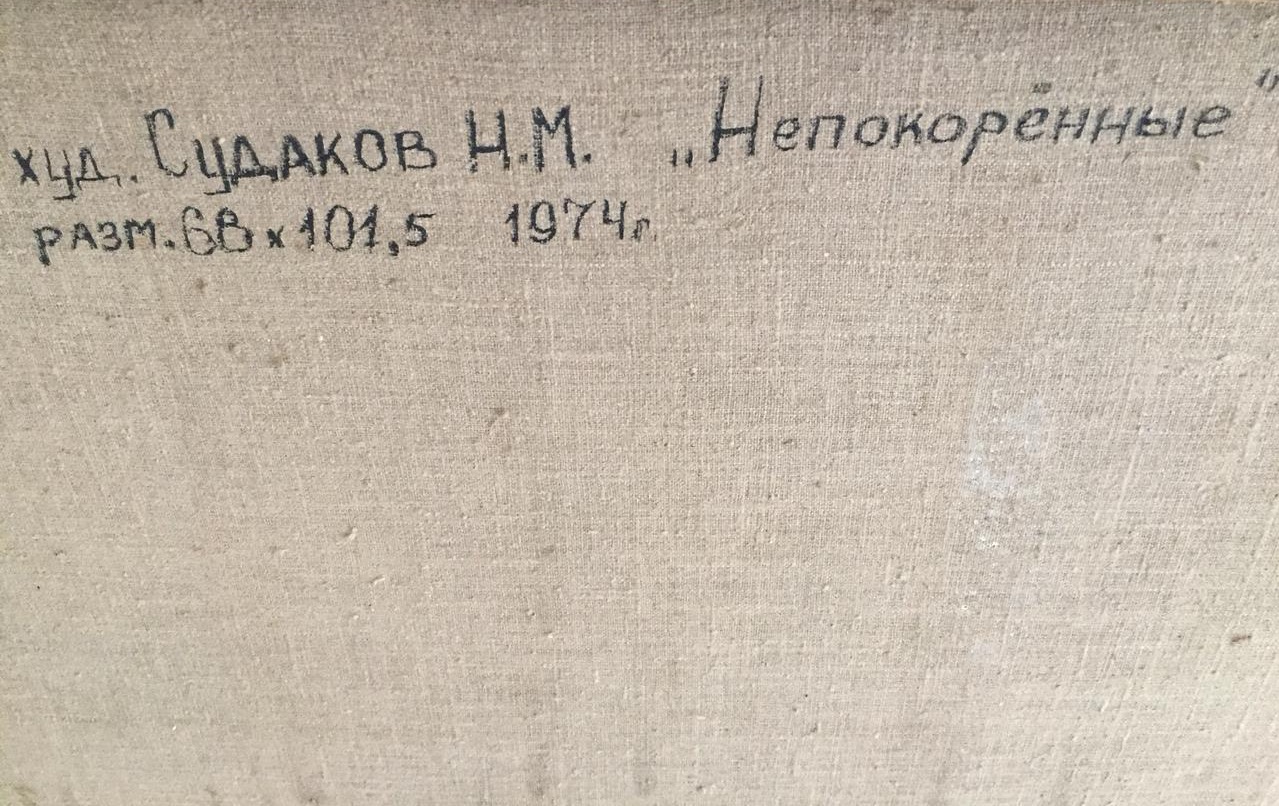 худ. Судаков Н.М. „Непокорённые"
разм. 68 х 101,5 1974г.